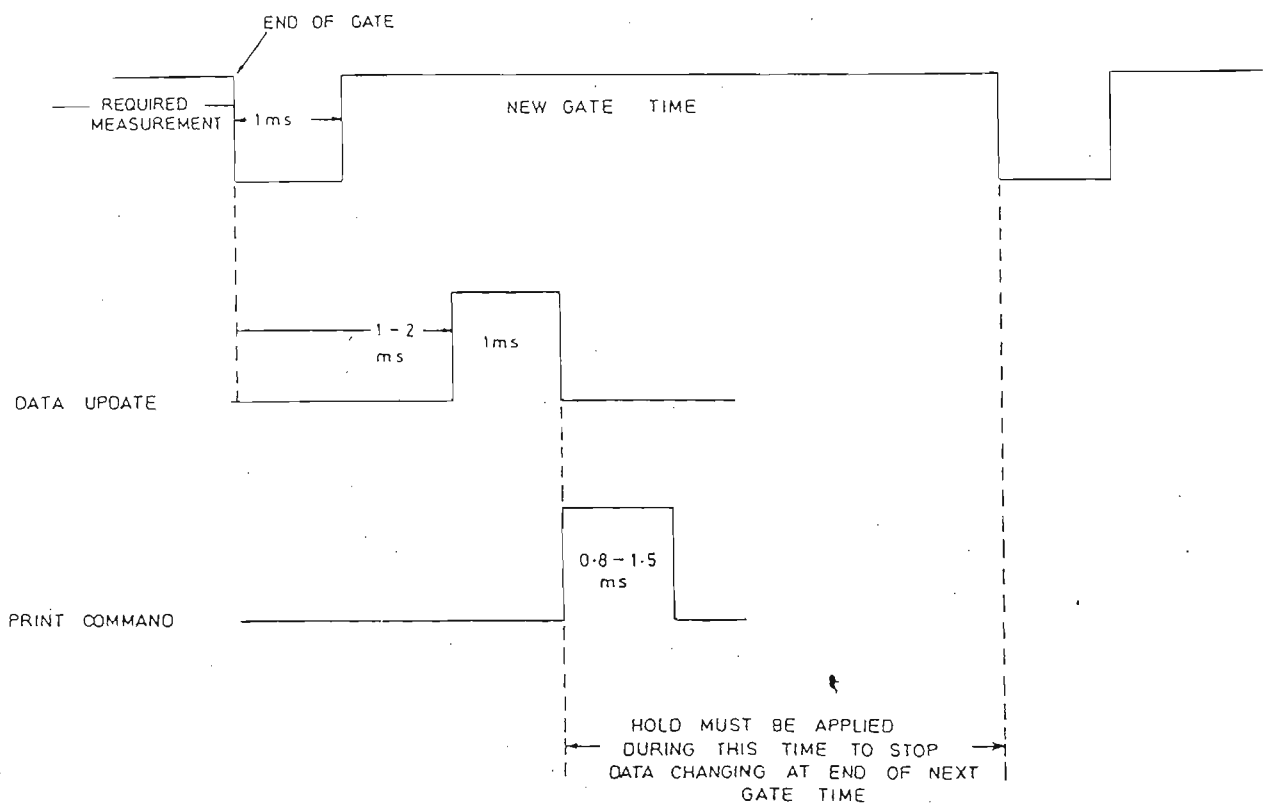 END OF GATE
REQUIRED
MEASUREMENT
1ms
NEW GATE TIME
1-2
ms
1ms
DATA UPDATE
0·8-1·5
ms
PRINT COMMAND
HOLD MUST BE APPLIED
DURING THIS TIME TO STOP
DATA CHANGING AT END OF NEXT
GATE TIME